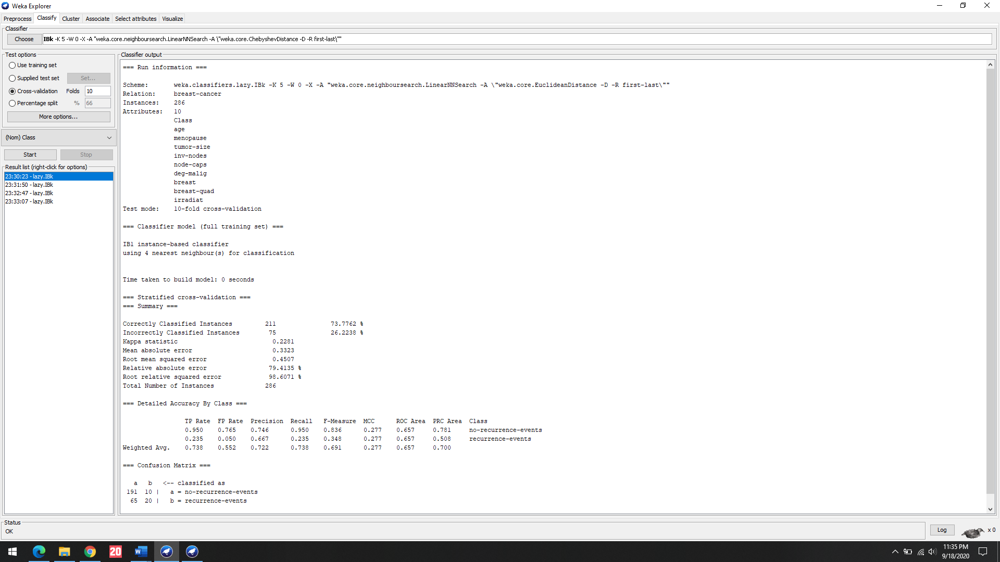 Weka Explorer
Preprocess Classify Cluster Associate Select attributes Visualize
Classifier
Choose IBk -K 5 -W 0 -X -A "weka.core.neighboursearch.LinearNNSearch -A \"weka.core.ChebyshevDistance -D -R first-last\""
Test options
Use training set
Supplied test set Set...
Cross-validation Folds 10
Percentage split % 66
More options...
(Nom) Class
Start Stop
Result list (right-click for options)
23:30:23 - lazy.IBk
23:31:50 - lazy.IBk
23:32:47 - lazy.IBk
23:33:07 - lazy.IBk
Classifier output
=== Run information ===
Scheme: weka.classifiers.lazy.IBk -K 5 -W 0 -X -A "weka.core.neighboursearch.LinearNNSearch -A \"weka.core.EuclideanDistance -D -R first-last\""
Relation: breast-cancer
Instances: 286
Attributes: 10
Class
age
menopause
tumor-size
inv-nodes
node-caps
deg-malig
breast
breast-quad
irradiat
Test mode: 10-fold cross-validation
=== Classifier model (full training set) ===
IB1 instance-based classifier
using 4 nearest neighbour(s) for classification
Time taken to build model: 0 seconds
=== Stratified cross-validation ===
=== Summary ===
Correctly Classified Instances 211 73.7762 %
Incorrectly Classified Instances 75 26.2238 %
Kappa statistic 0.2281
Mean absolute error 0.3323
Root mean squared error 0.4507
Relative absolute error 79.4135 %
Root relative squared error 98.6071 %
Total Number of Instances 286
=== Detailed Accuracy By Class ===
TP Rate FP Rate Precision Recall F-Measure MCC ROC Area PRC Area Class
0.950 0.765 0.746 0.950 0.836 0.277 0.657 0.781 no-recurrence-events
0.235 0.050 0.667 0.235 0.348 0.277 0.657 0.508 recurrence-events
Weighted Avg. 0.738 0.552 0.722 0.738 0.691 0.277 0.657 0.700
=== Confusion Matrix ===
a b <-- classified as
191 10 | a = no-recurrence-events
65 20 | b = recurrence-events
Status
OK
Log x 0
20
W
11:35 PM
9/18/2020